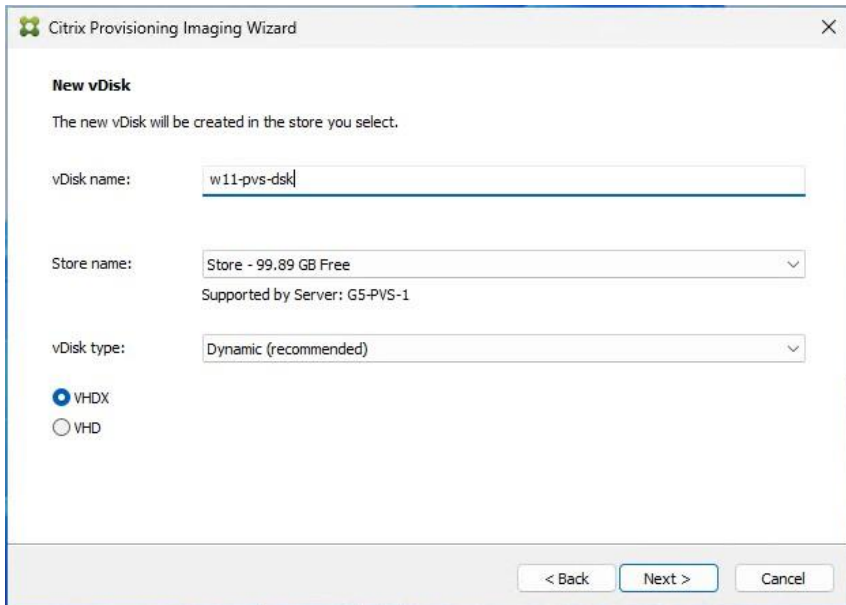 Citrix Provisioning Imaging Wizard
New vDisk
The new vDisk will be created in the store you select.
vDisk name: w11-pvs-dsk
Store name: Store - 99.89 GB Free
Supported by Server: G5-PVS-1
vDisk type: Dynamic (recommended)
VHDX
VHD
< Back Next > Cancel